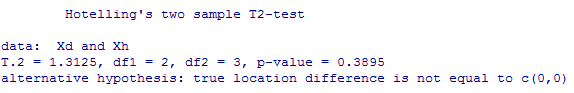 Hotelling's two sample T2-test
data:  Xd and Xh
T.2 = 1.3125, df1 = 2, df2 = 3, p-value = 0.3895
alternative hypothesis: true location difference is not equal to c(0,0)